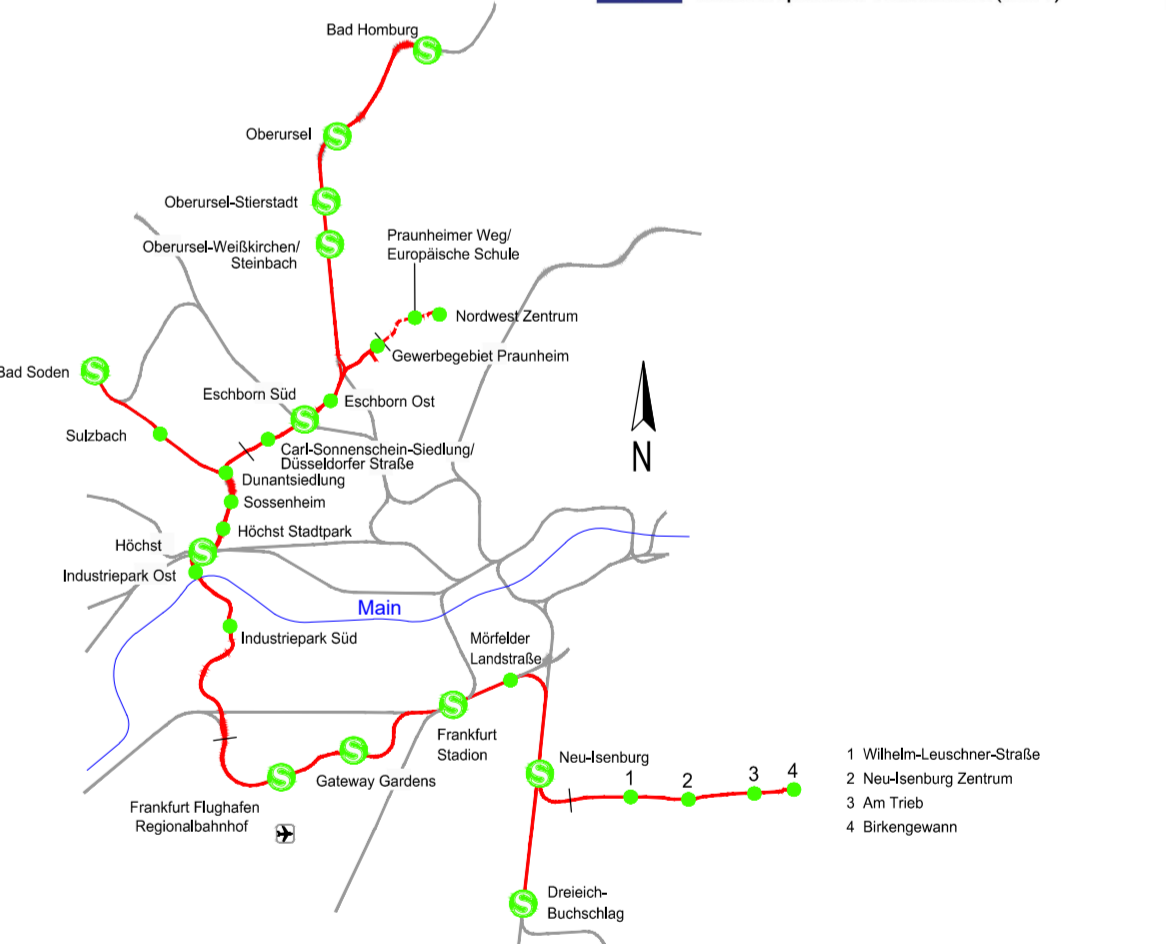 Bad Homburg
Oberursel
Oberursel-Stierstadt
Oberursel-Weißkirchen/
Steinbach
Praunheimer Weg/
Europäische Schule
Nordwest Zentrum
Gewerbegebiet Praunheim
Bad Soden
Eschborn Süd
Eschborn Ost
Sulzbach
Carl-Sonnenschein-Siedlung/
Düsseldorfer Straße
Dunantsiedlung
Sossenheim
Höchst Stadtpark
Höchst
Industriepark Ost
N
Main
Industriepark Süd
Mörfelder
Landstraße
Frankfurt
Stadion
Gateway Gardens
Frankfurt Flughafen
Regionalbahnhof
Neu-Isenburg
1
2
3
4
1 Wilhelm-Leuschner-Straße
2 Neu-Isenburg Zentrum
3 Am Trieb
4 Birkengewann
Dreieich-
Buchschlag